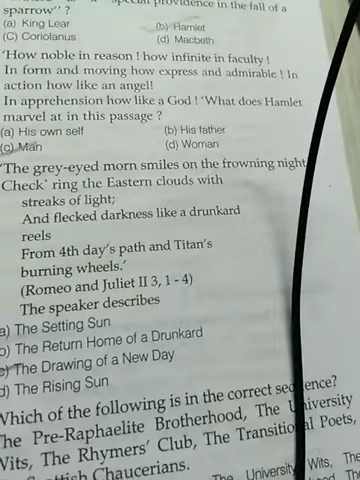 special providence in the fall of a
sparrow" ?
(a) King Lear (b) Hamlet
(C) Coriolanus (d) Macbeth
'How noble in reason ! how infinite in faculty !
In form and moving how express and admirable ! In
action how like an angel!
In apprehension how like a God ! 'What does Hamlet
marvel at in this passage ?
(a) His own self (b) His father
(c) Man (d) Woman
'The grey-eyed morn smiles on the frowning night
Check' ring the Eastern clouds with
streaks of light;
And flecked darkness like a drunkard
reels
From 4th day's path and Titan's
burning wheels.'
(Romeo and Juliet II 3, 1 - 4)
The speaker describes
a) The Setting Sun
b) The Return Home of a Drunkard
c) The Drawing of a New Day
d) The Rising Sun
Which of the following is in the correct sequence?
The Pre-Raphaelite Brotherhood, The University
Wits, The Rhymers' Club, The Transitional Poets,
Chaucerians.
The University Wits, The